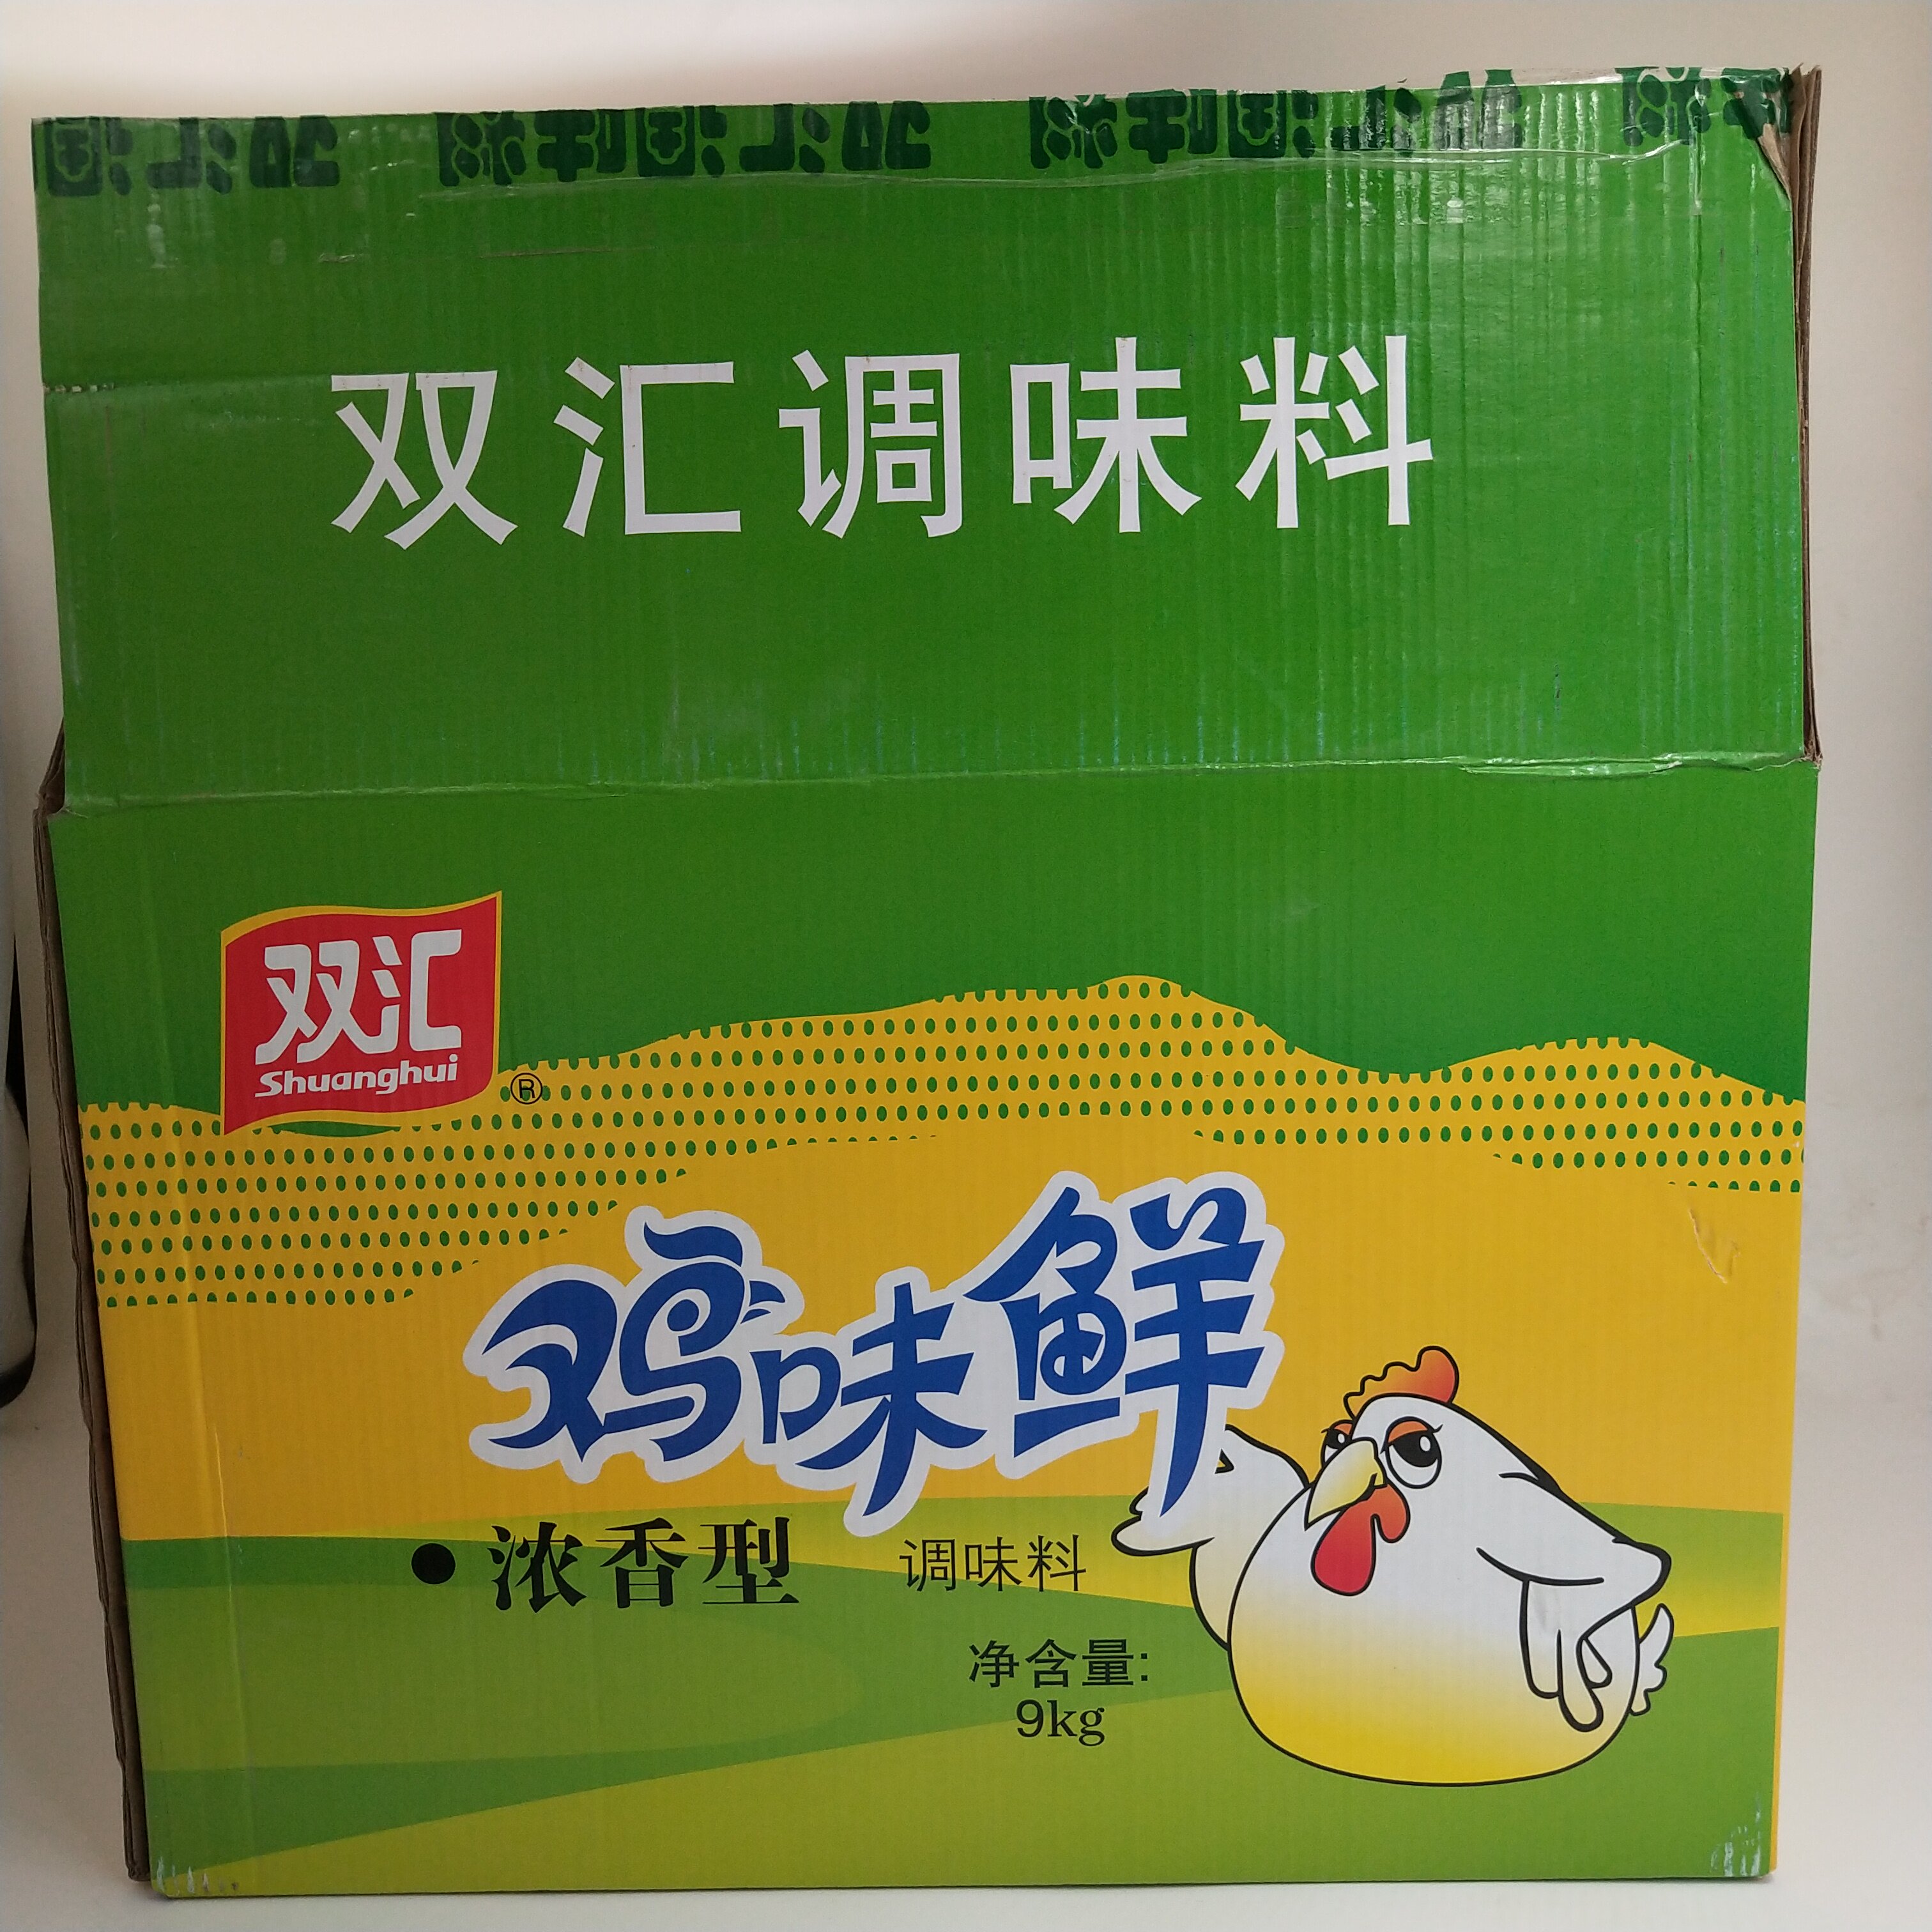 双汇调味料
双汇
Shuanghui
®
鸡味鲜
• 浓香型
调味料
净含量:
9kg